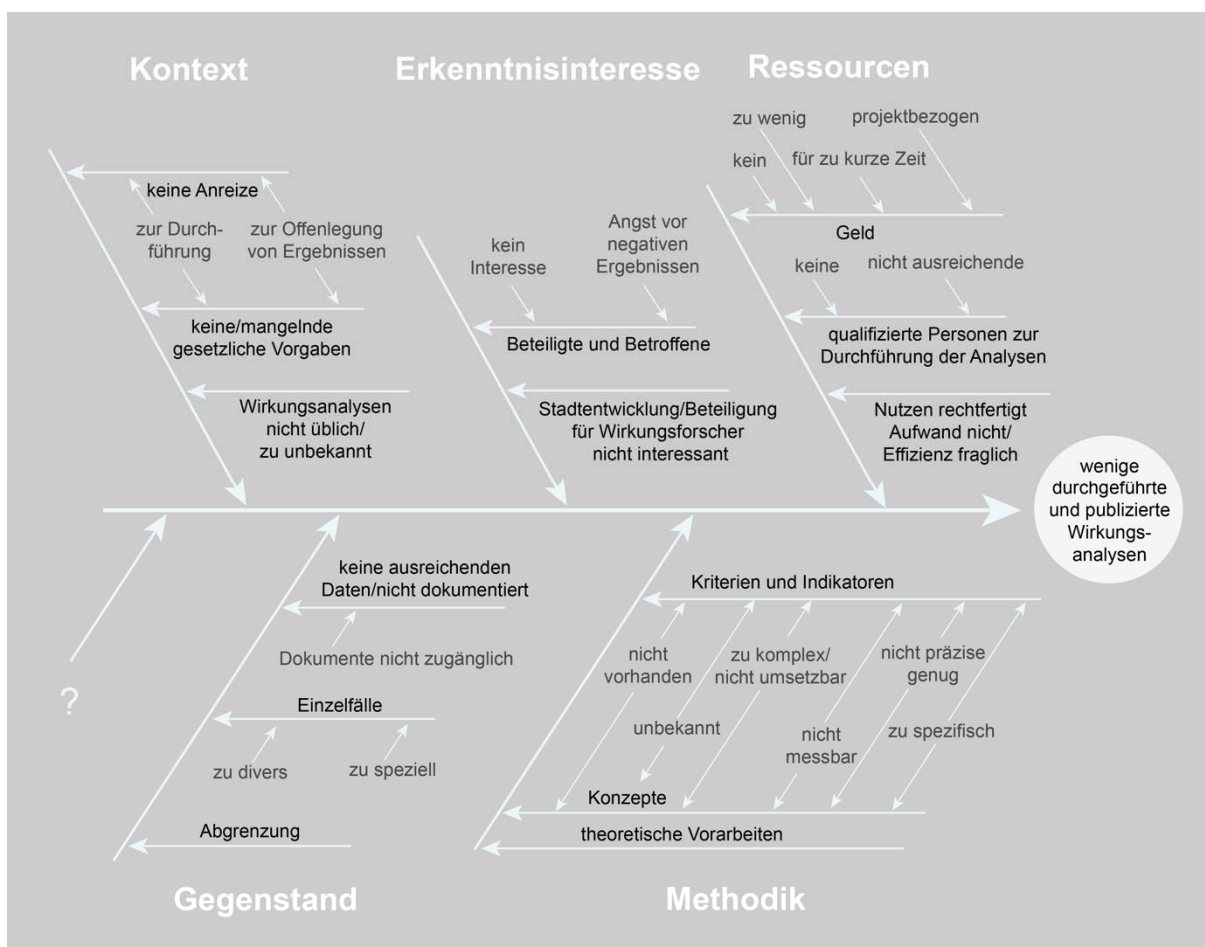 Kontext
Erkenntnisinteresse
Ressourcen
keine Anreize
zur Durch-
führung
zur Offenlegung
von Ergebnissen
keine/mangelnde
gesetzliche Vorgaben
Wirkungsanalysen
nicht üblich/
zu unbekannt
kein
Interesse
Angst vor
negativen
Ergebnissen
Beteiligte und Betroffene
Stadtentwicklung/Beteiligung
für Wirkungsforscher
nicht interessant
zu wenig
projektbezogen
kein
für zu kurze Zeit
Geld
keine
nicht ausreichende
qualifizierte Personen zur
Durchführung der Analysen
Nutzen rechtfertigt
Aufwand nicht/
Effizienz fraglich
wenige
durchgeführte
und publizierte
Wirkungs-
analysen
?
keine ausreichenden
Daten/nicht dokumentiert
Dokumente nicht zugänglich
Einzelfälle
zu divers
zu speziell
Abgrenzung
Gegenstand
Kriterien und Indikatoren
nicht
vorhanden
zu komplex/
nicht umsetzbar
nicht präzise
genug
unbekannt
nicht
messbar
zu spezifisch
Konzepte
theoretische Vorarbeiten
Methodik